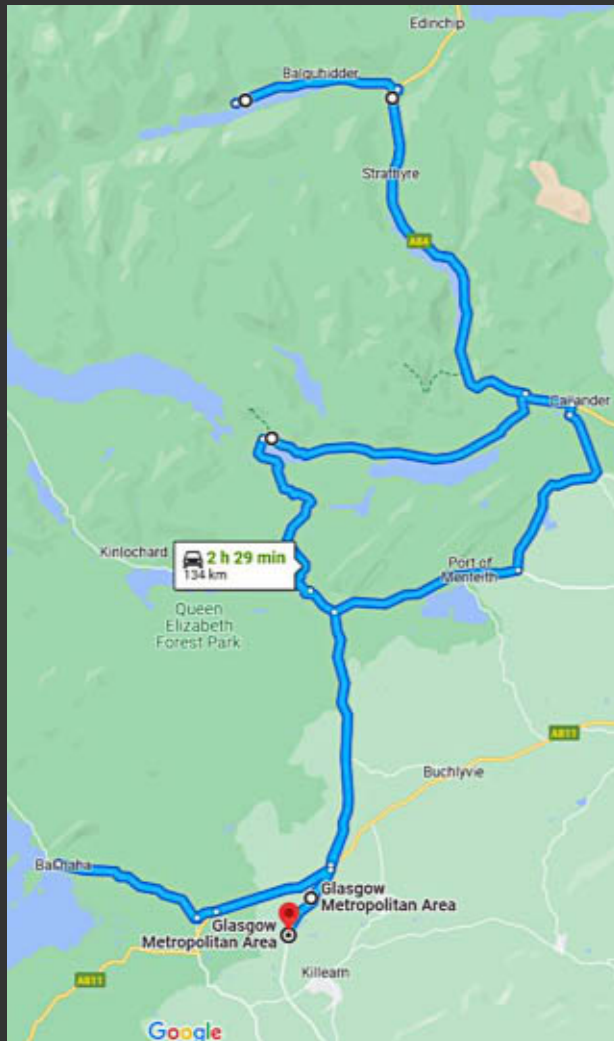 Edinchip
Balquhidder
Strathyre
A84
Callander
Kinlochard
2 h 29 min
134 km
Port of
Menteith
Queen
Elizabeth
Forest Park
A811
Buchlyvie
Balmaha
Glasgow
Metropolitan Area
Glasgow
Metropolitan Area
Killearn
A811
Google